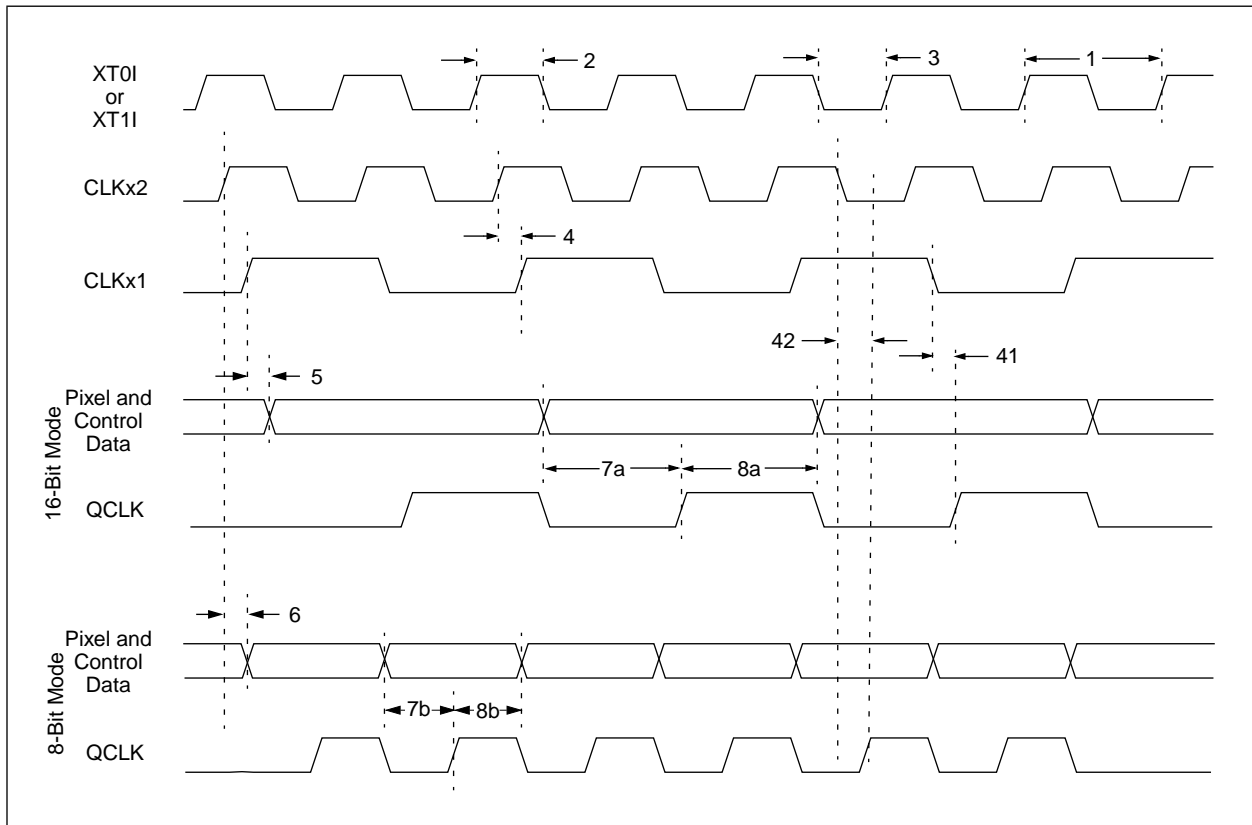 XT0I
or
XT1I
2
3
1
CLKx2
4
CLKx1
42
41
5
16-Bit Mode
Pixel and
Control
Data
7a
8a
QCLK
6
8-Bit Mode
Pixel and
Control
Data
7b
8b
QCLK